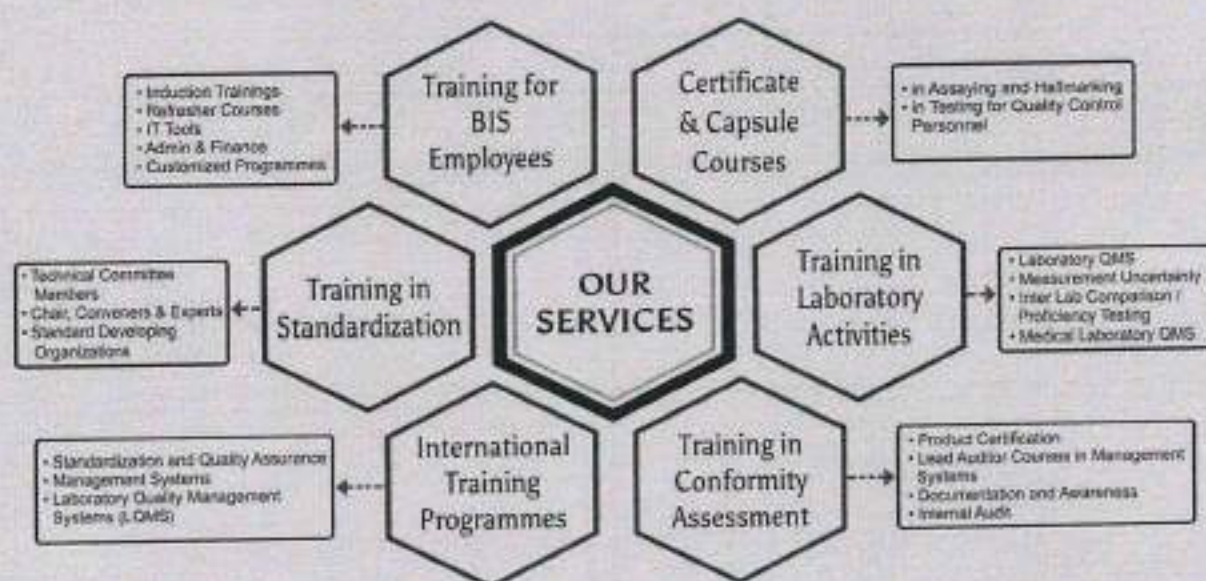 Training for
BIS
Employees
• Induction Trainings
• Refresher Courses
• IT Tools
• Admin & Finance
• Customized Programmes
Certificate
& Capsule
Courses
• in Assaying and Hallmarking
• in Testing for Quality Control
Personnel
Training in
Standardization
• Technical Committee
Members
• Chair, Conveners & Experts
• Standard Developing
Organizations
OUR
SERVICES
Training in
Laboratory
Activities
• Laboratory QMS
• Measurement Uncertainty
• Inter Lab Comparison /
Proficiency Testing
• Medical Laboratory QMS
International
Training
Programmes
• Standardization and Quality Assurance
• Management Systems
• Laboratory Quality Management
Systems (LQMS)
Training in
Conformity
Assessment
• Product Certification
• Lead Auditor Courses in Management
Systems
• Documentation and Awareness
• Internal Audit